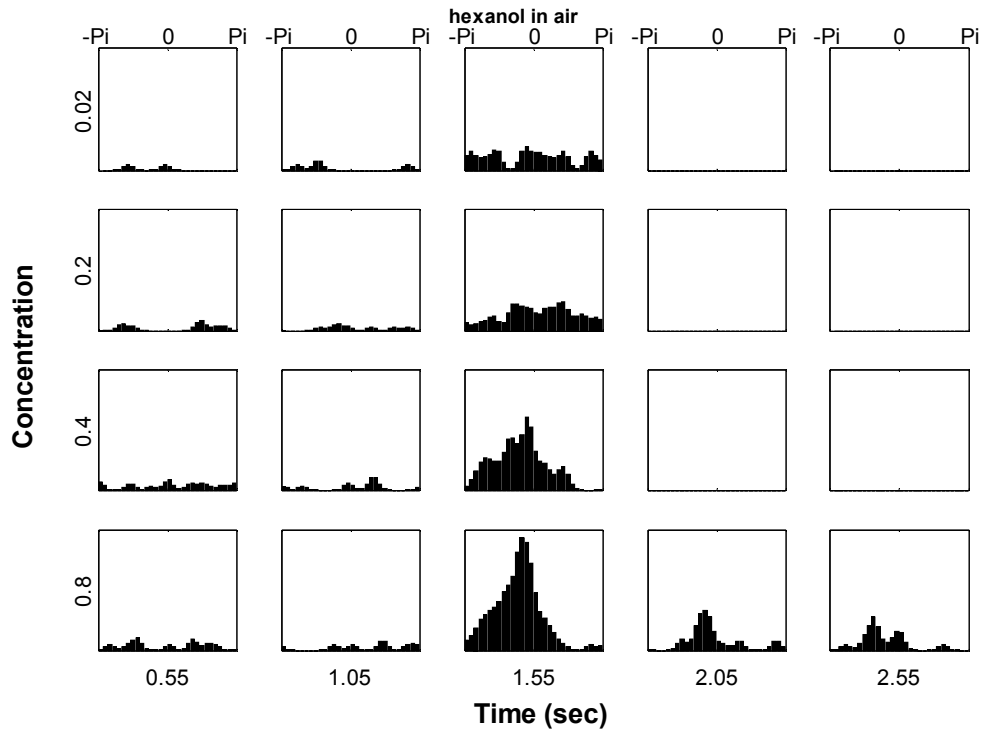 hexanol in air
-Pi 0 Pi -Pi 0 Pi -Pi 0 Pi -Pi 0 Pi -Pi 0 Pi
0.02
0.2
0.4
0.8
Concentration
0.55 1.05 1.55 2.05 2.55
Time (sec)